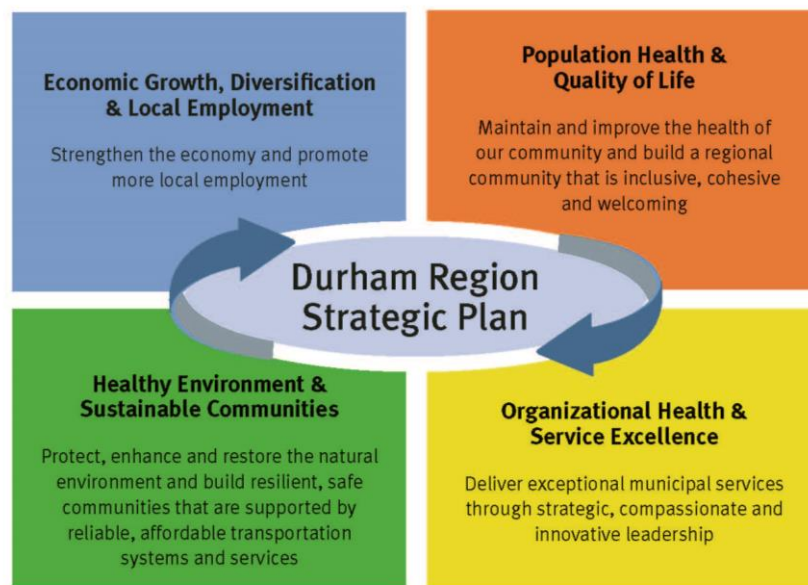 Economic Growth, Diversification
& Local Employment
Strengthen the economy and promote
more local employment
Population Health &
Quality of Life
Maintain and improve the health of
our community and build a regional
community that is inclusive, cohesive
and welcoming
Durham Region
Strategic Plan
Healthy Environment &
Sustainable Communities
Protect, enhance and restore the natural
environment and build resilient, safe
communities that are supported by
reliable, affordable transportation
systems and services
Organizational Health &
Service Excellence
Deliver exceptional municipal services
through strategic, compassionate and
innovative leadership